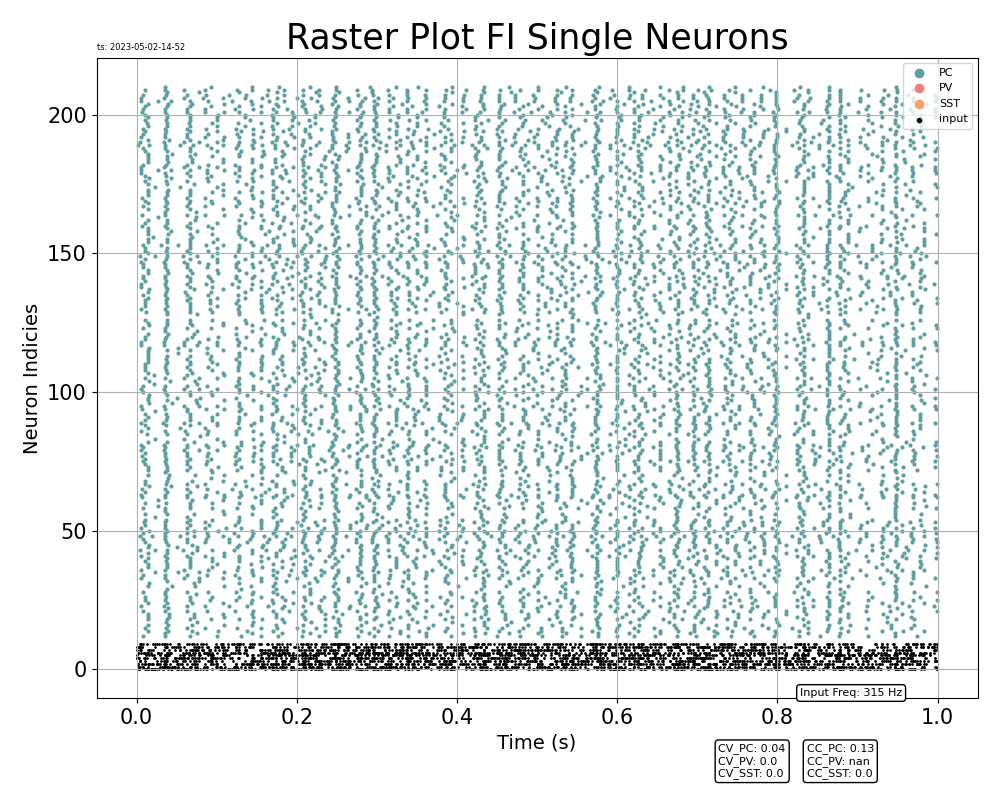 Raster Plot FI Single Neurons
ts: 2023-05-02-14-52
PC
PV
SST
input
Neuron Indicies
200
150
100
50
0
0.0 0.2 0.4 0.6 0.8 1.0
Input Freq: 315 Hz
Time (s)
CV_PC: 0.04
CV_PV: 0.0
CV_SST: 0.0
CC_PC: 0.13
CC_PV: nan
CC_SST: 0.0